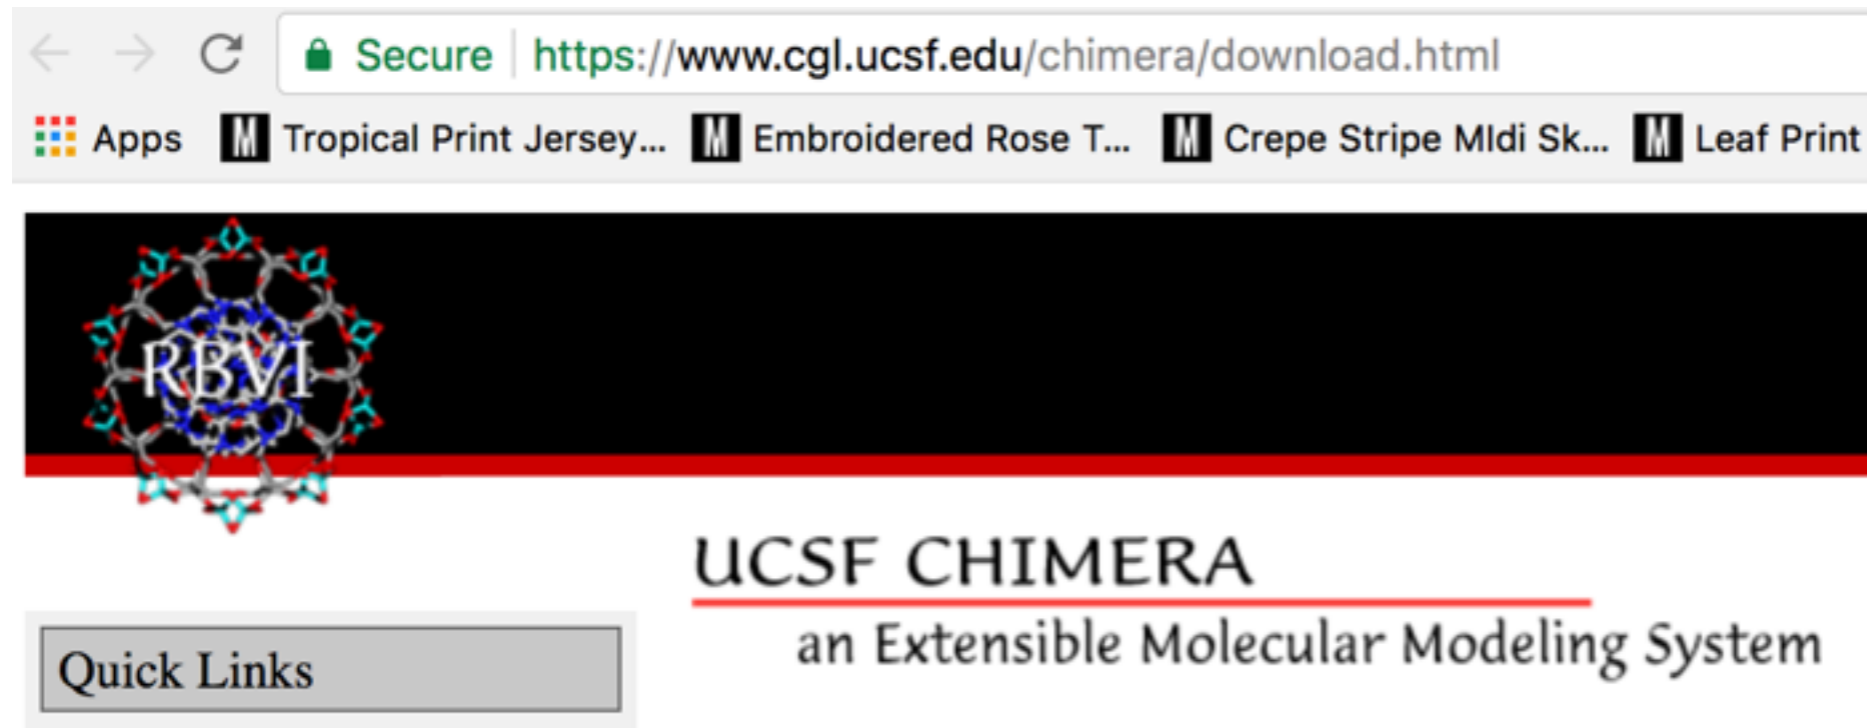 Secure https://www.cgl.ucsf.edu/chimera/download.html
Apps Tropical Print Jersey... Embroidered Rose T... Crepe Stripe MIdi Sk... Leaf Print
RBVI
UCSF CHIMERA
an Extensible Molecular Modeling System
Quick Links